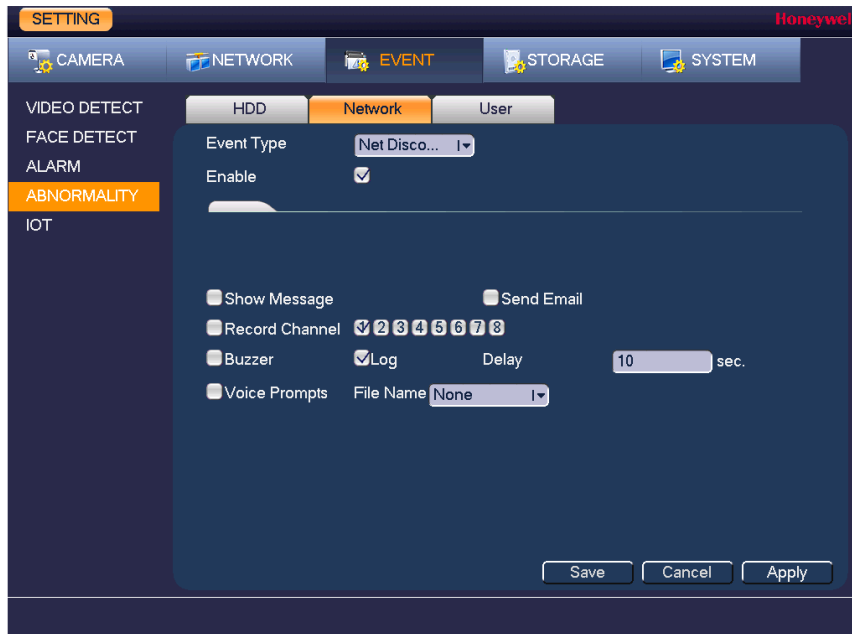 SETTING Honeywell
CAMERA NETWORK EVENT STORAGE SYSTEM
VIDEO DETECT
FACE DETECT
ALARM
ABNORMALITY
IOT
HDD Network User
Event Type Net Disco...
Enable
Show Message Send Email
Record Channel 1 2 3 4 5 6 7 8
Buzzer Log Delay 10 sec.
Voice Prompts File Name None
Save Cancel Apply